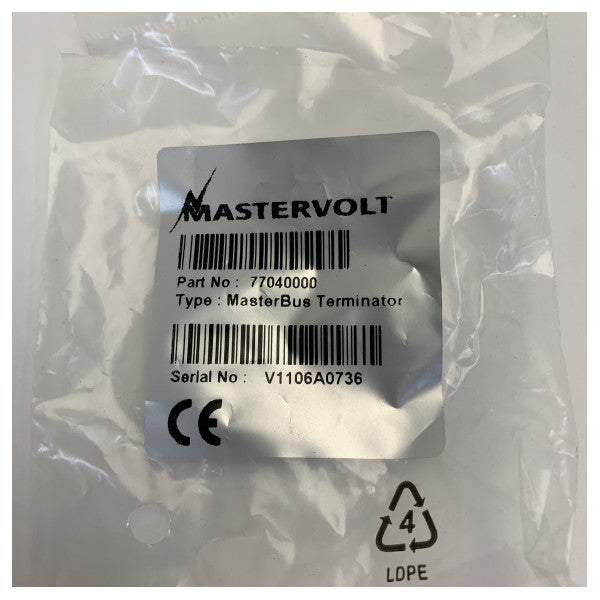 MASTERVOLT
Part No : 77040000
Type : MasterBus Terminator
Serial No : V1106A0736
CE
4
LDPE